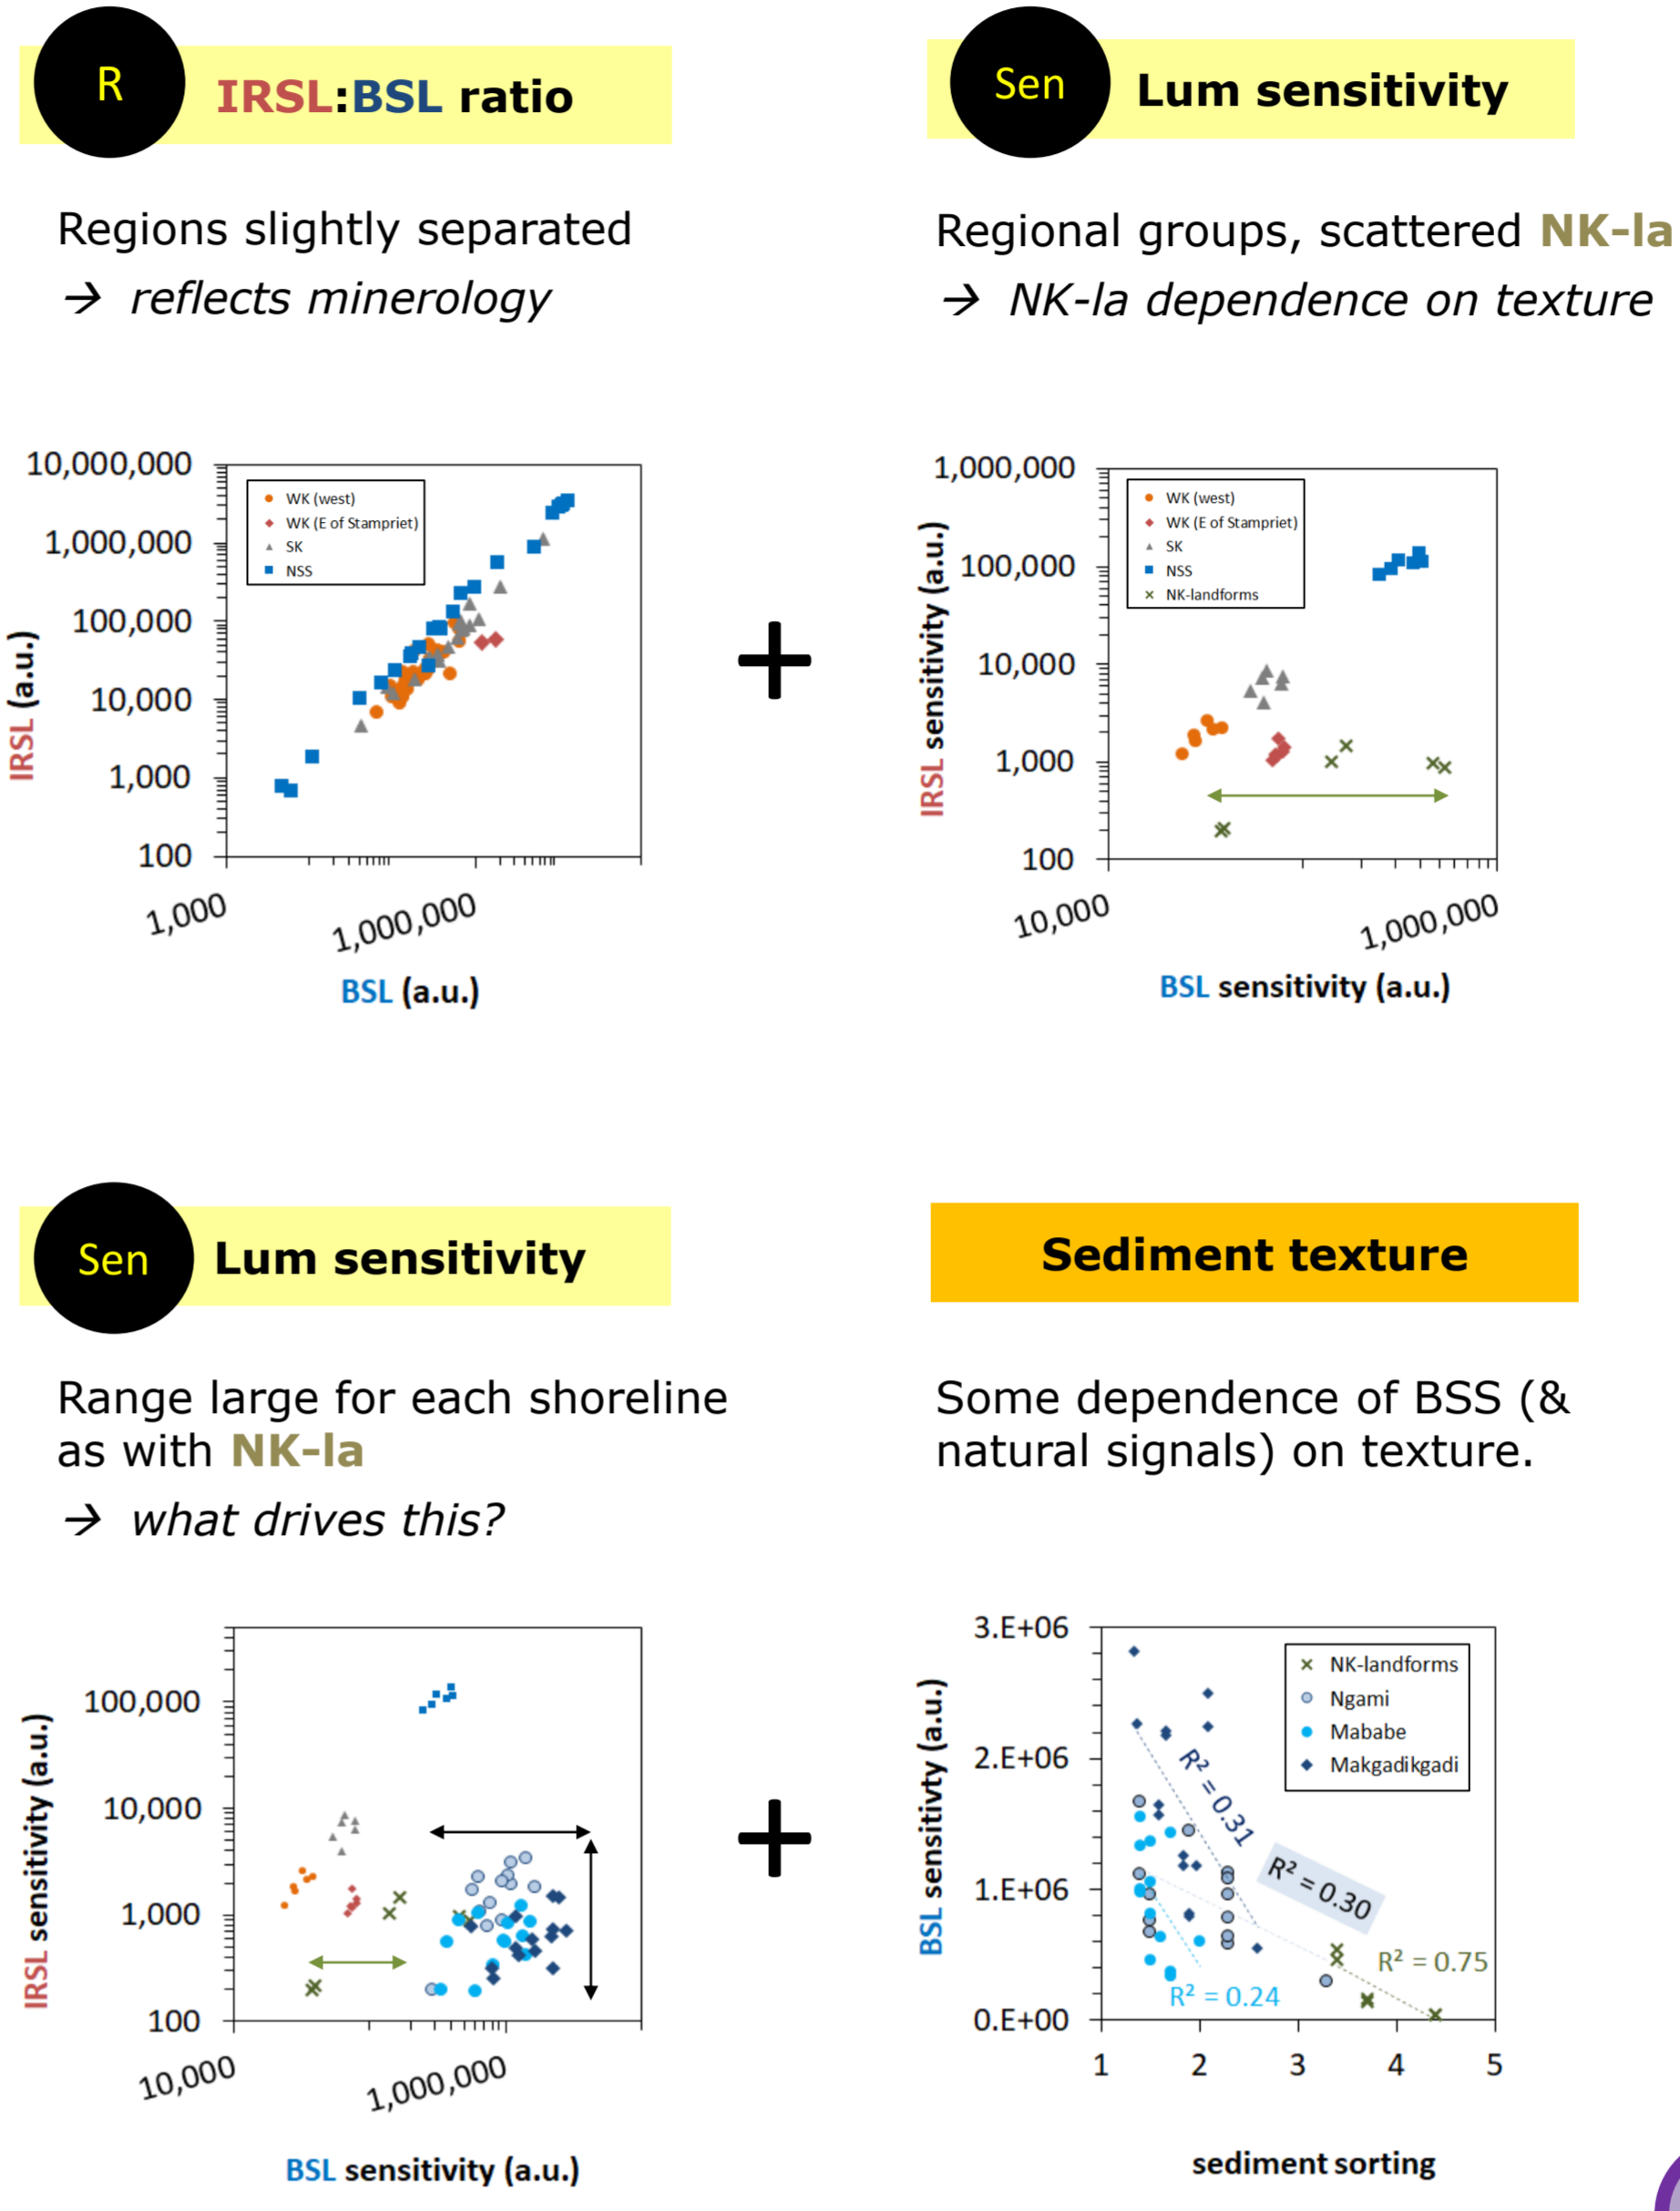 R
IRSL:BSL ratio
Regions slightly separated
→ reflects minerology
10,000,000
1,000,000
100,000
10,000
1,000
100
IRSL (a.u.)
WK (west)
WK (E of Stampriet)
SK
NSS
1,000
1,000,000
BSL (a.u.)
+
Sen
Lum sensitivity
Regional groups, scattered NK-la
→ NK-la dependence on texture
1,000,000
100,000
10,000
1,000
100
IRSL sensitivity (a.u.)
WK (west)
WK (E of Stampriet)
SK
NSS
NK-landforms
10,000
1,000,000
BSL sensitivity (a.u.)
Sen
Lum sensitivity
Range large for each shoreline
as with NK-la
→ what drives this?
100,000
10,000
1,000
100
IRSL sensitivity (a.u.)
10,000
1,000,000
BSL sensitivity (a.u.)
+
Sediment texture
Some dependence of BSS (&
natural signals) on texture.
3.E+06
2.E+06
1.E+06
0.E+00
BSL sensitivty (a.u.)
NK-landforms
Ngami
Mababe
Makgadikgadi
R² = 0.31
R² = 0.30
R² = 0.75
R² = 0.24
1 2 3 4 5
sediment sorting